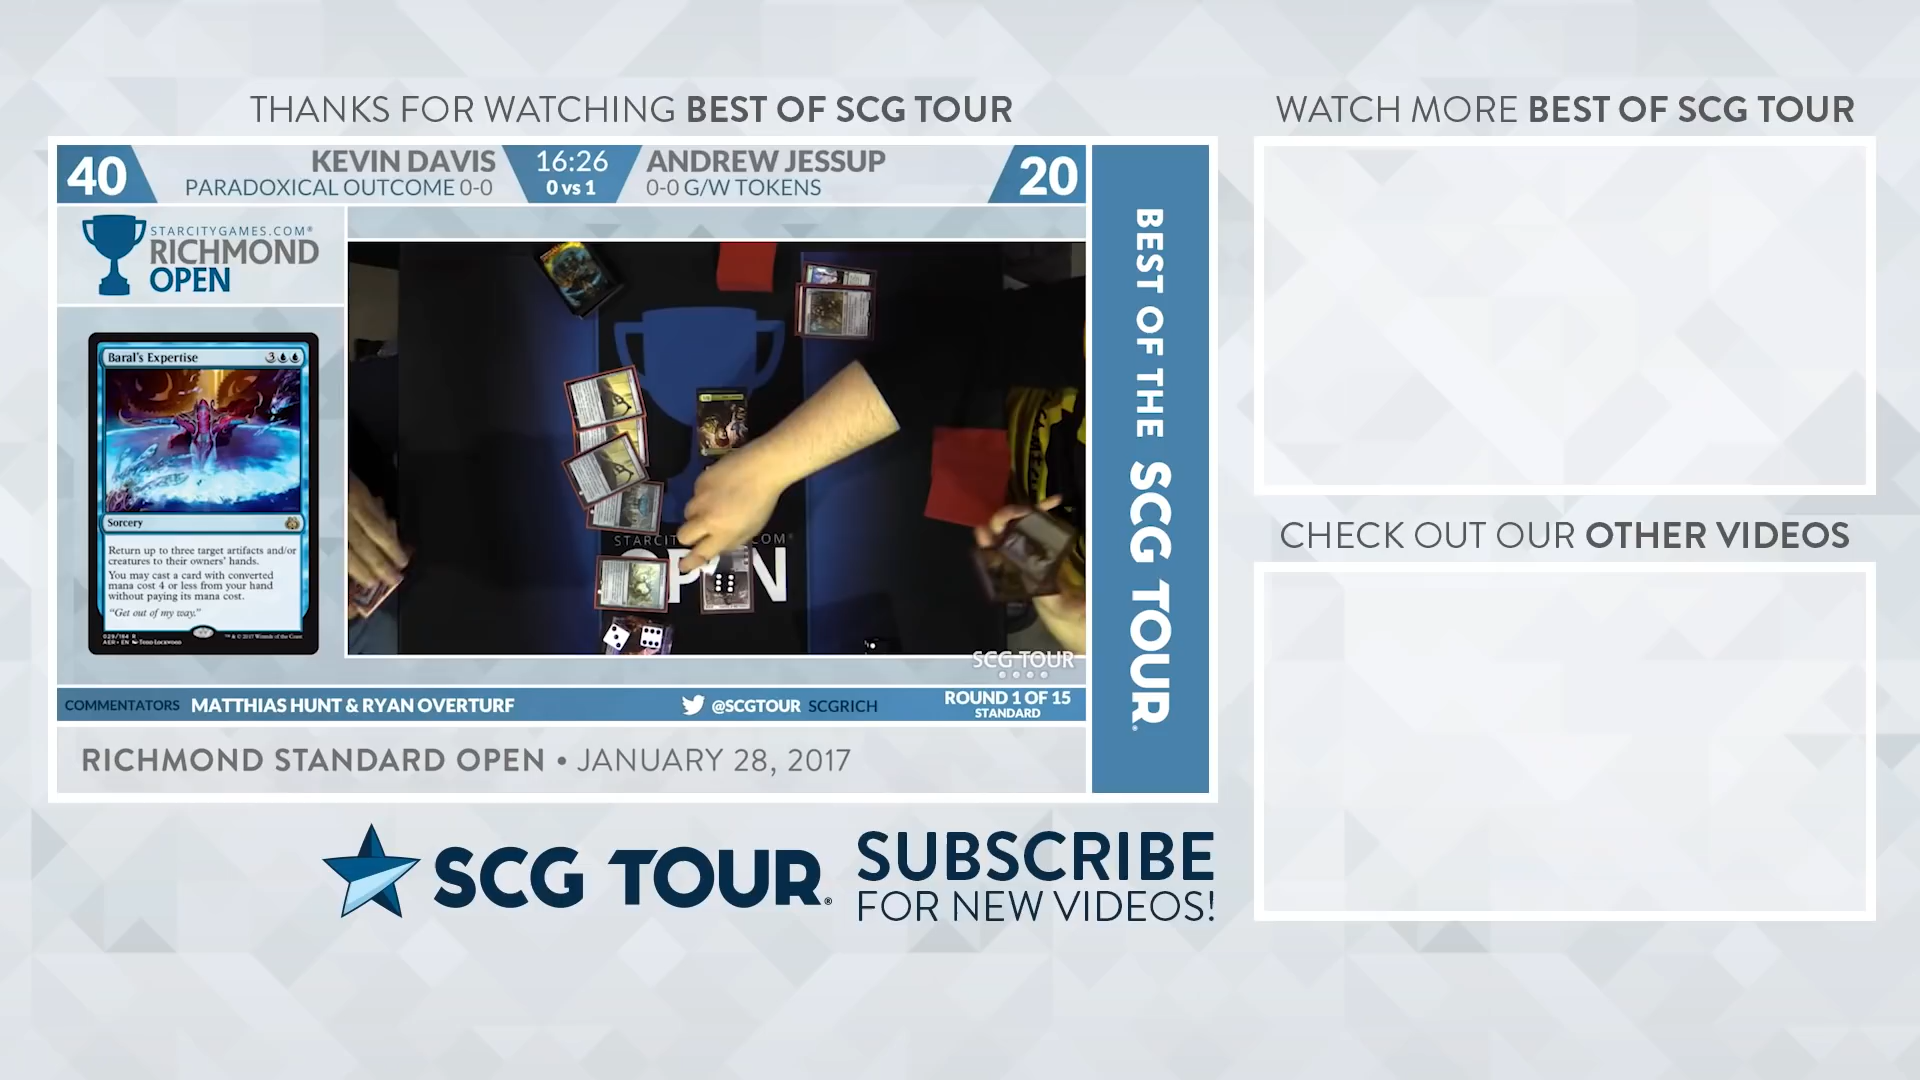 THANKS FOR WATCHING BEST OF SCG TOUR
WATCH MORE BEST OF SCG TOUR
40
KEVIN DAVIS
PARADOXICAL OUTCOME 0-0
16:26
0 vs 1
ANDREW JESSUP
0-0 G/W TOKENS
20
STARCITYGAMES.COM®
RICHMOND
OPEN
Baral's Expertise 3
Sorcery
Return up to three target artifacts and/or
creatures to their owners' hands.
You may cast a card with converted
mana cost 4 or less from your hand
without paying its mana cost.
"Get out of my way."
SCG TOUR
BEST OF THE SCG TOUR®
COMMENTATORS MATTHIAS HUNT & RYAN OVERTURF
@SCGTOUR SCGRICH
ROUND 1 OF 15
STANDARD
RICHMOND STANDARD OPEN • JANUARY 28, 2017
CHECK OUT OUR OTHER VIDEOS
SCG TOUR®
SUBSCRIBE
FOR NEW VIDEOS!